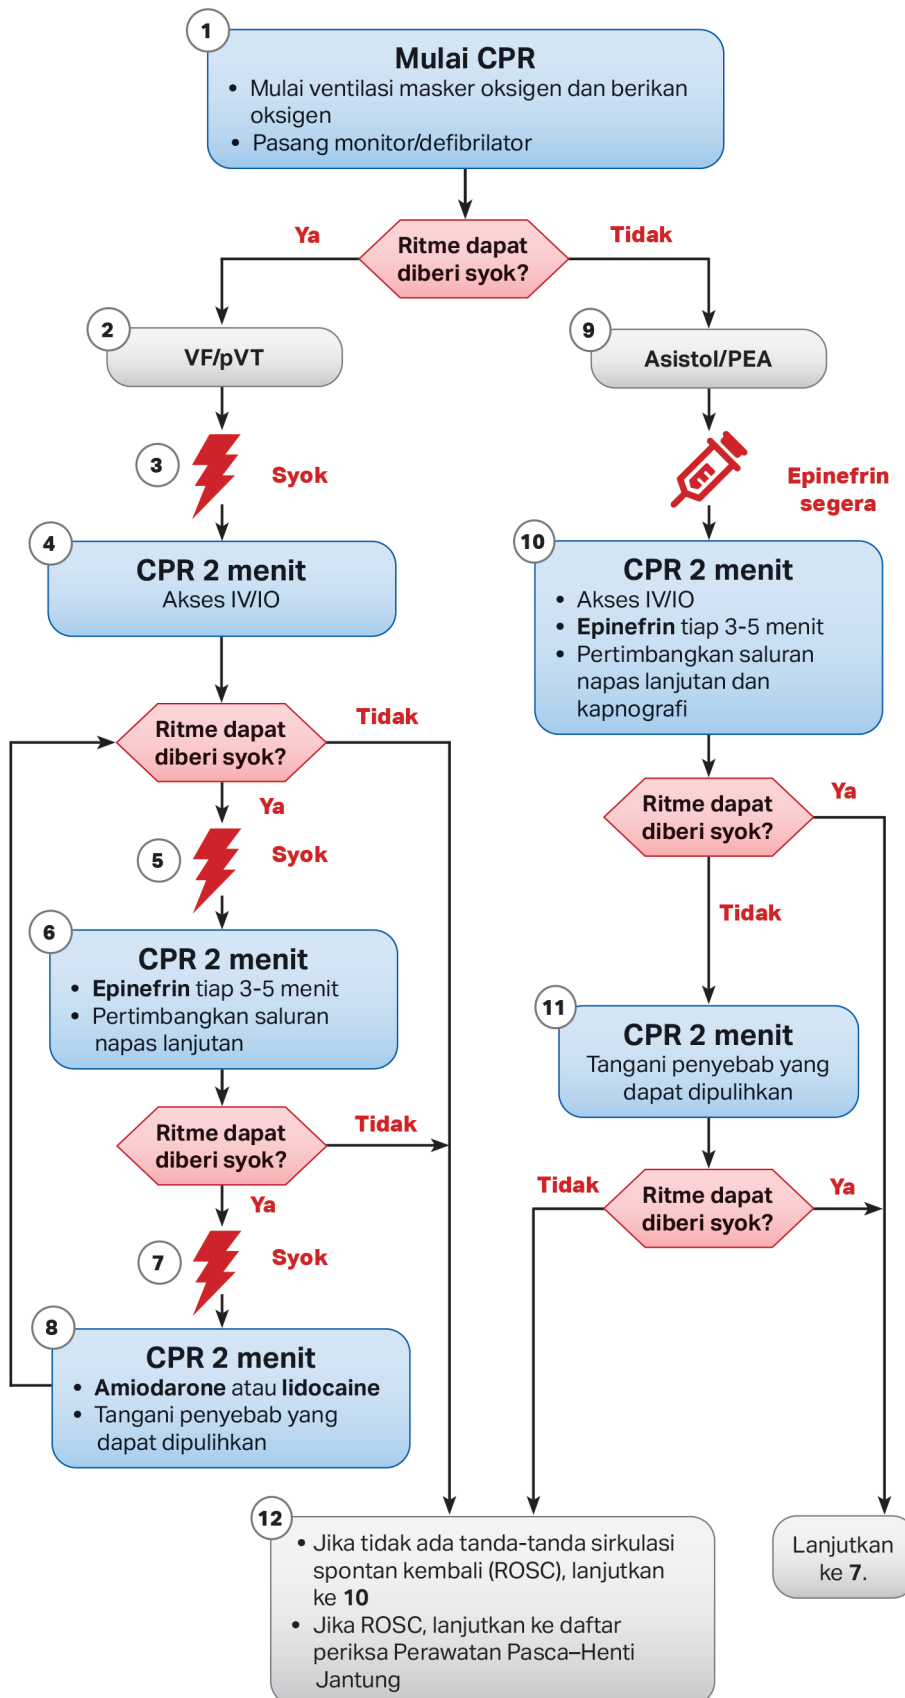 1
Mulai CPR
• Mulai ventilasi masker oksigen dan berikan
oksigen
• Pasang monitor/defibrilator
Ritme dapat
diberi syok?
Ya
Tidak
2
VF/pVT
3
Syok
4
CPR 2 menit
Akses IV/IO
Ritme dapat
diberi syok?
Tidak
Ya
5
Syok
6
CPR 2 menit
• Epinefrin tiap 3-5 menit
• Pertimbangkan saluran
napas lanjutan
Ritme dapat
diberi syok?
Tidak
Ya
7
Syok
8
CPR 2 menit
• Amiodarone atau lidocaine
• Tangani penyebab yang
dapat dipulihkan
9
Asistol/PEA
Epinefrin
segera
10
CPR 2 menit
• Akses IV/IO
• Epinefrin tiap 3-5 menit
• Pertimbangkan saluran
napas lanjutan dan
kapnografi
Ritme dapat
diberi syok?
Ya
Tidak
11
CPR 2 menit
Tangani penyebab yang
dapat dipulihkan
Tidak
Ritme dapat
diberi syok?
Ya
12
• Jika tidak ada tanda-tanda sirkulasi
spontan kembali (ROSC), lanjutkan
ke 10
• Jika ROSC, lanjutkan ke daftar
periksa Perawatan Pasca–Henti
Jantung
Lanjutkan
ke 7.